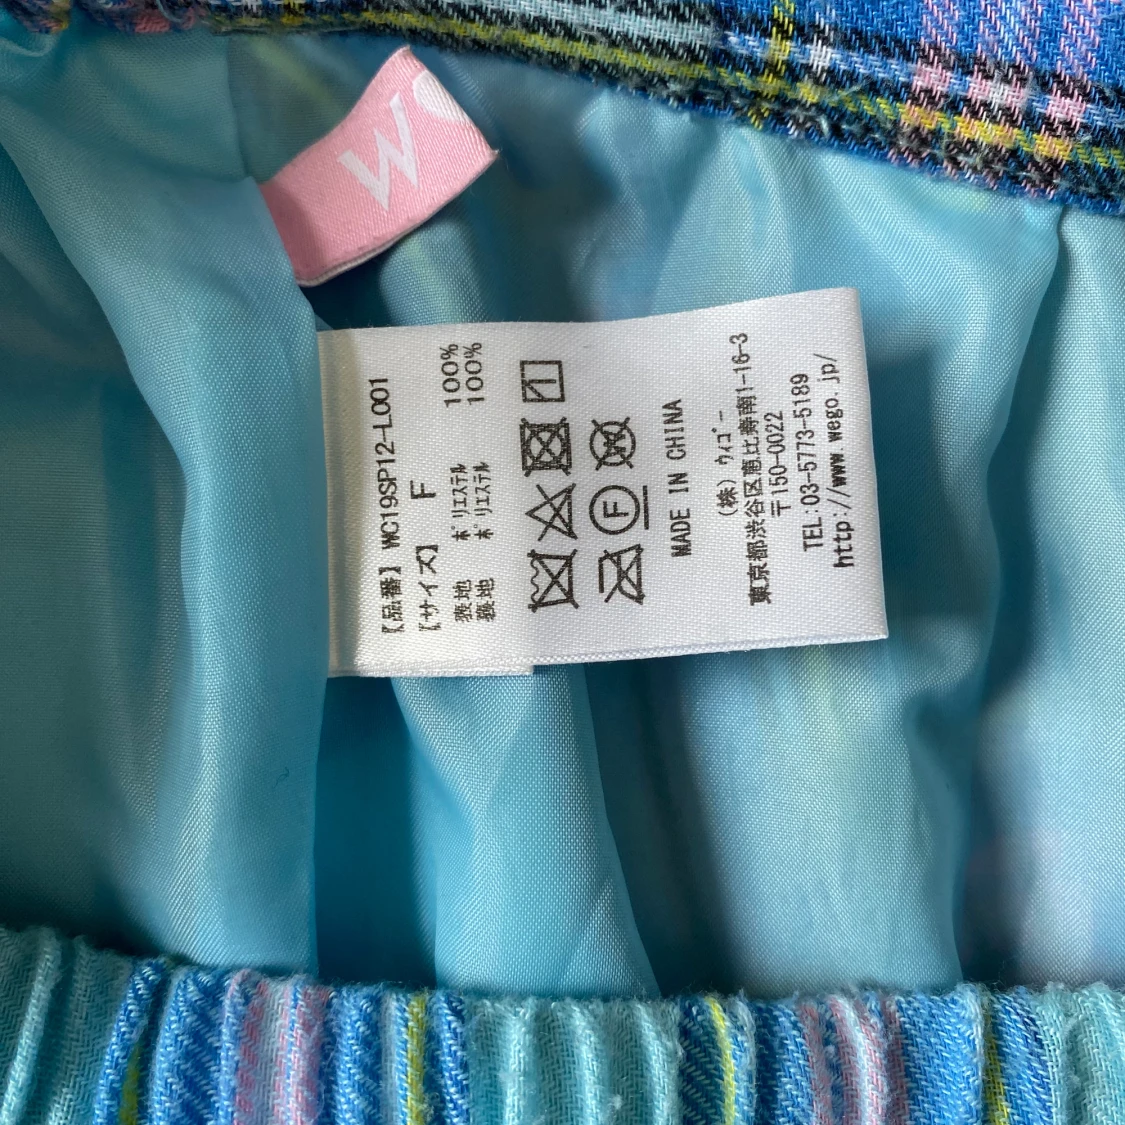 WC
【品番】WC19SP12-L001
【サイズ】 F
表地 ポリエステル 100%
裏地 ポリエステル 100%
F
W
MADE IN CHINA
(株) ウィゴー
東京都渋谷区恵比寿南1-16-3
〒150-0022
TEL:03-5773-5189
http://www.wego.jp/